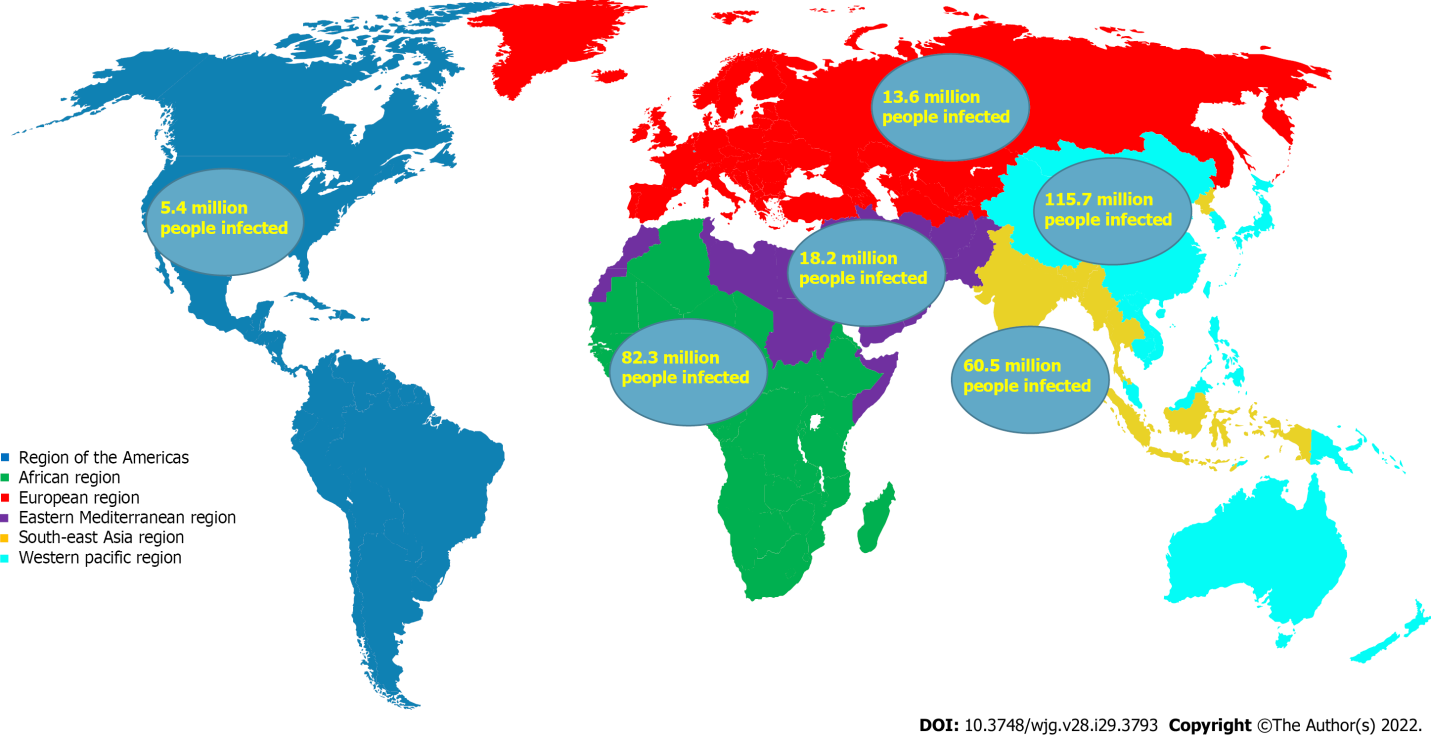 13.6 million
people infected
5.4 million
people infected
115.7 million
people infected
18.2 million
people infected
82.3 million
people infected
60.5 million
people infected
Region of the Americas
African region
European region
Eastern Mediterranean region
South-east Asia region
Western pacific region
DOI: 10.3748/wjg.v28.i29.3793 Copyright ©The Author(s) 2022.